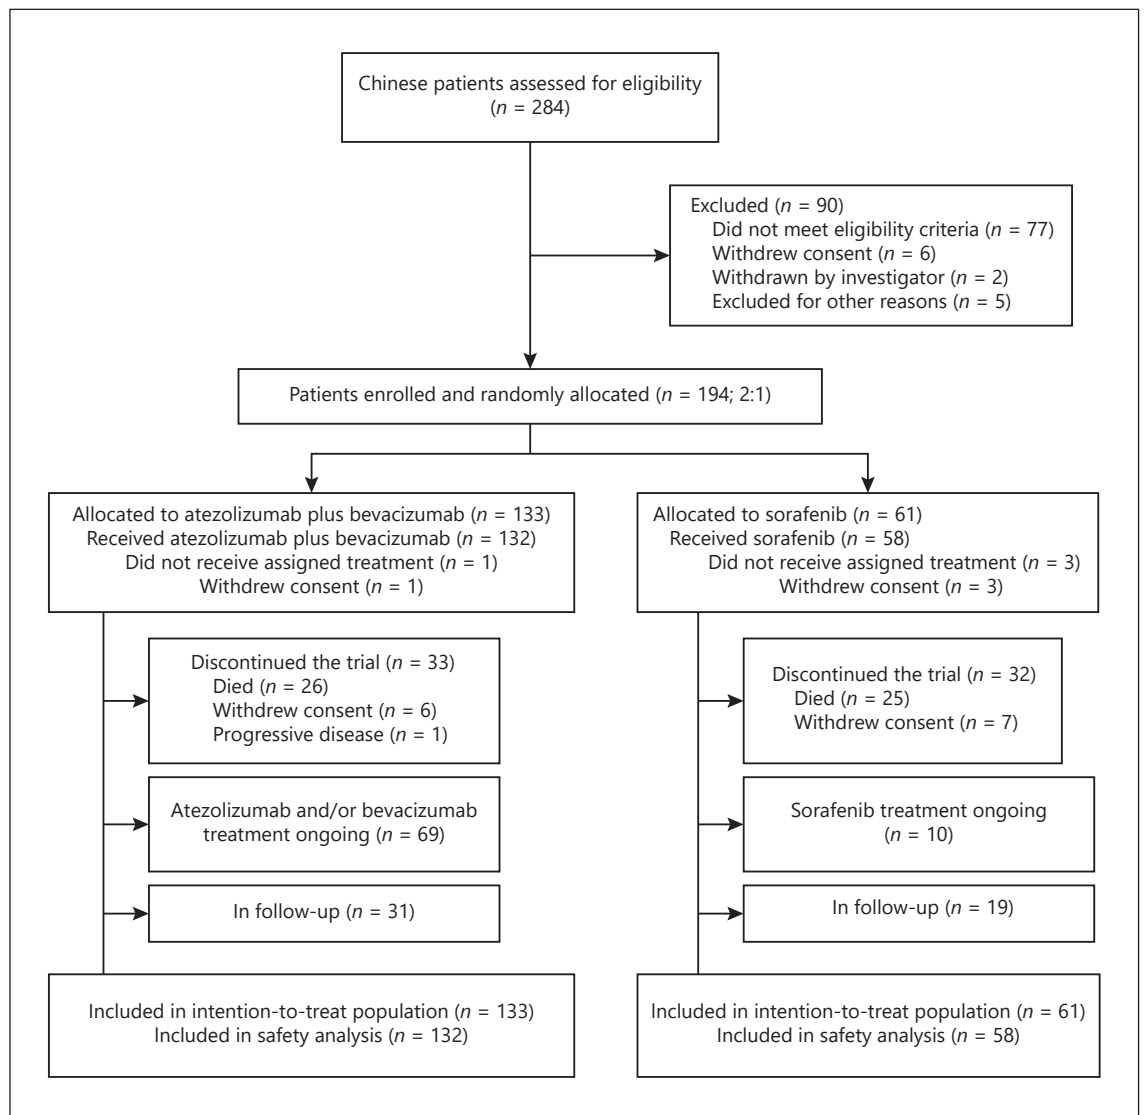 Chinese patients assessed for eligibility
(n = 284)
Excluded (n = 90)
Did not meet eligibility criteria (n = 77)
Withdrew consent (n = 6)
Withdrawn by investigator (n = 2)
Excluded for other reasons (n = 5)
Patients enrolled and randomly allocated (n = 194; 2:1)
Allocated to atezolizumab plus bevacizumab (n = 133)
Received atezolizumab plus bevacizumab (n = 132)
Did not receive assigned treatment (n = 1)
Withdrew consent (n = 1)
Allocated to sorafenib (n = 61)
Received sorafenib (n = 58)
Did not receive assigned treatment (n = 3)
Withdrew consent (n = 3)
Discontinued the trial (n = 33)
Died (n = 26)
Withdrew consent (n = 6)
Progressive disease (n = 1)
Discontinued the trial (n = 32)
Died (n = 25)
Withdrew consent (n = 7)
Atezolizumab and/or bevacizumab
treatment ongoing (n = 69)
Sorafenib treatment ongoing
(n = 10)
In follow-up (n = 31)
In follow-up (n = 19)
Included in intention-to-treat population (n = 133)
Included in safety analysis (n = 132)
Included in intention-to-treat population (n = 61)
Included in safety analysis (n = 58)